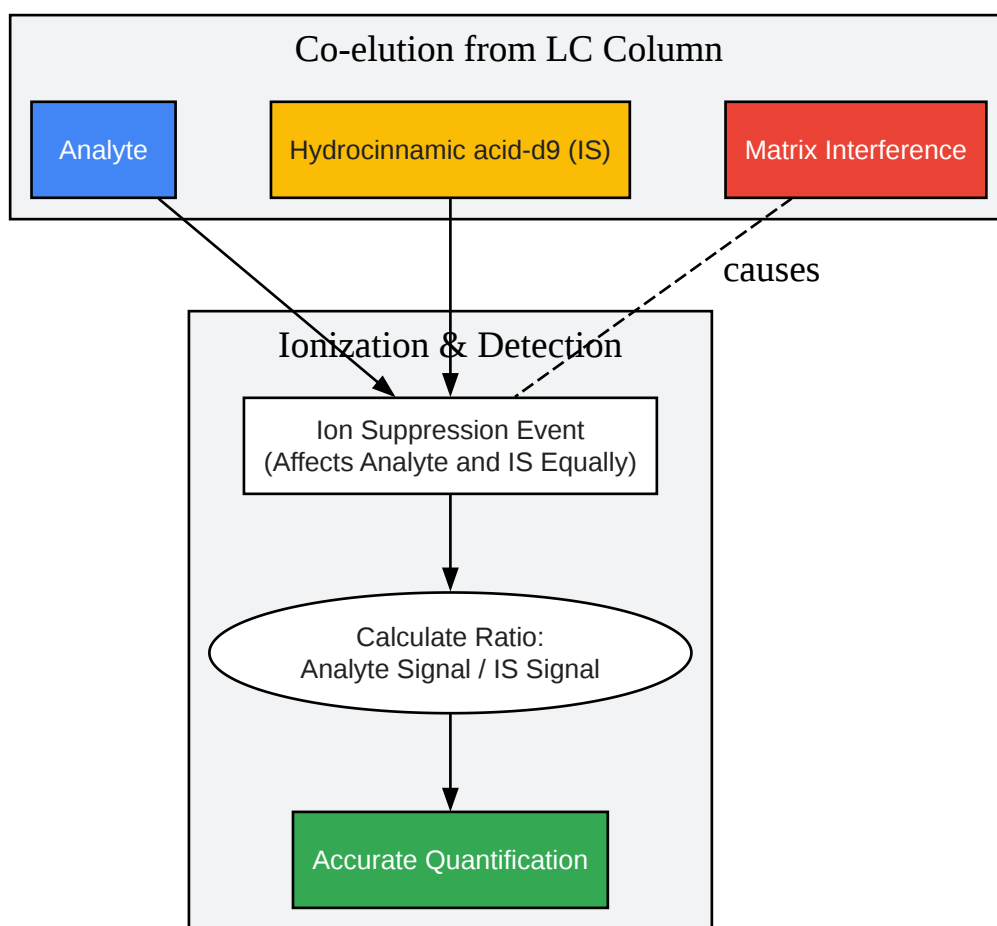 Co-elution from LC Column
Analyte
Hydrocinnamic acid-d9 (IS)
Matrix Interference
causes
Ionization & Detection
Ion Suppression Event
(Affects Analyte and IS Equally)
Calculate Ratio:
Analyte Signal / IS Signal
Accurate Quantification